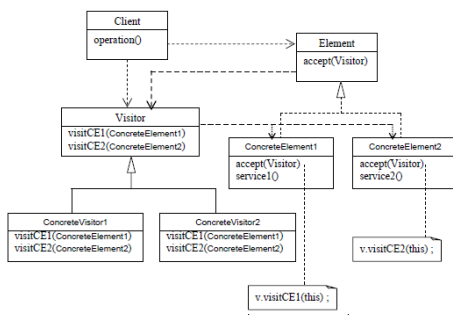 Client
operation()
Element
accept(Visitor)
Visitor
visitCE1(ConcreteElement1)
visitCE2(ConcreteElement2)
ConcreteElement1
accept(Visitor)
service1()
ConcreteElement2
accept(Visitor)
service2()
ConcreteVisitor1
visitCE1(ConcreteElement1)
visitCE2(ConcreteElement2)
ConcreteVisitor2
visitCE1(ConcreteElement1)
visitCE2(ConcreteElement2)
v.visitCE2(this) ;
v.visitCE1(this) ;